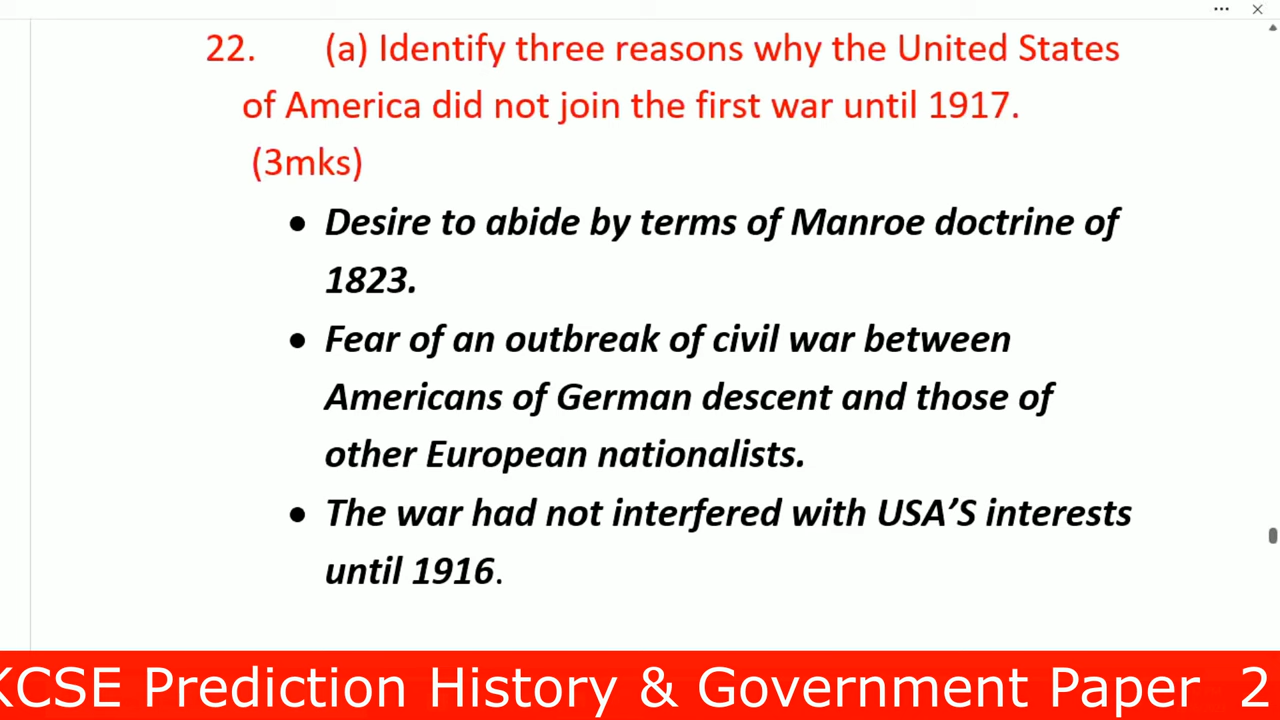 22. (a) Identify three reasons why the United States
of America did not join the first war until 1917.
(3mks)
● Desire to abide by terms of Manroe doctrine of
1823.
● Fear of an outbreak of civil war between
Americans of German descent and those of
other European nationalists.
● The war had not interfered with USA’S interests
until 1916.
KCSE Prediction History & Government Paper 2